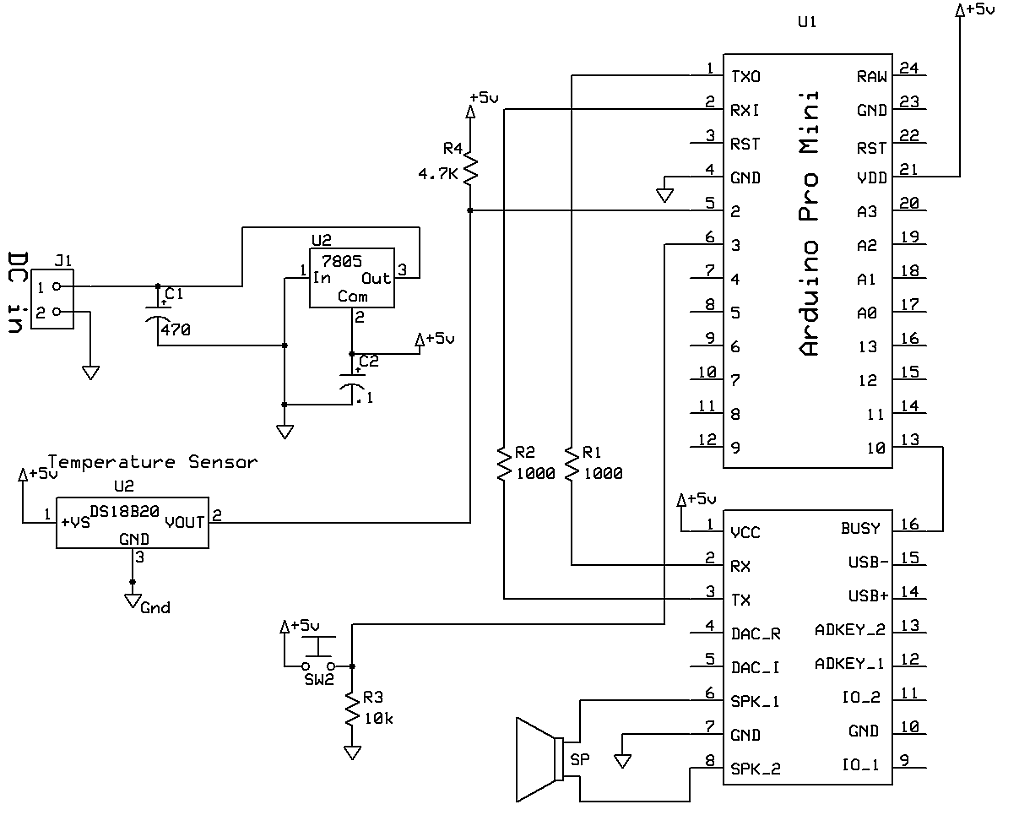 U1
+5v
1 TXO RAW 24
2 RXI GND 23
3 RST RST 22
4 GND VDD 21
5 2 A3 20
6 3 A2 19
7 4 A1 18
8 5 A0 17
9 6 13 16
10 7 12 15
11 8 11 14
12 9 10 13
Arduino Pro Mini
+5v
R4
4.7K
DC in
J1
1
2
C1
+
470
U2
7805
1 In Out 3
Com
2
+5v
C2
+
.1
R2
1000
R1
1000
Temperature Sensor
+5v
U2
DS18B20
1 +VS VOUT 2
GND
3
Gnd
+5v
1 VCC BUSY 16
2 RX USB- 15
3 TX USB+ 14
4 DAC_R ADKEY_2 13
5 DAC_I ADKEY_1 12
6 SPK_1 IO_2 11
7 GND GND 10
8 SPK_2 IO_1 9
+5v
SW2
R3
10k
SP